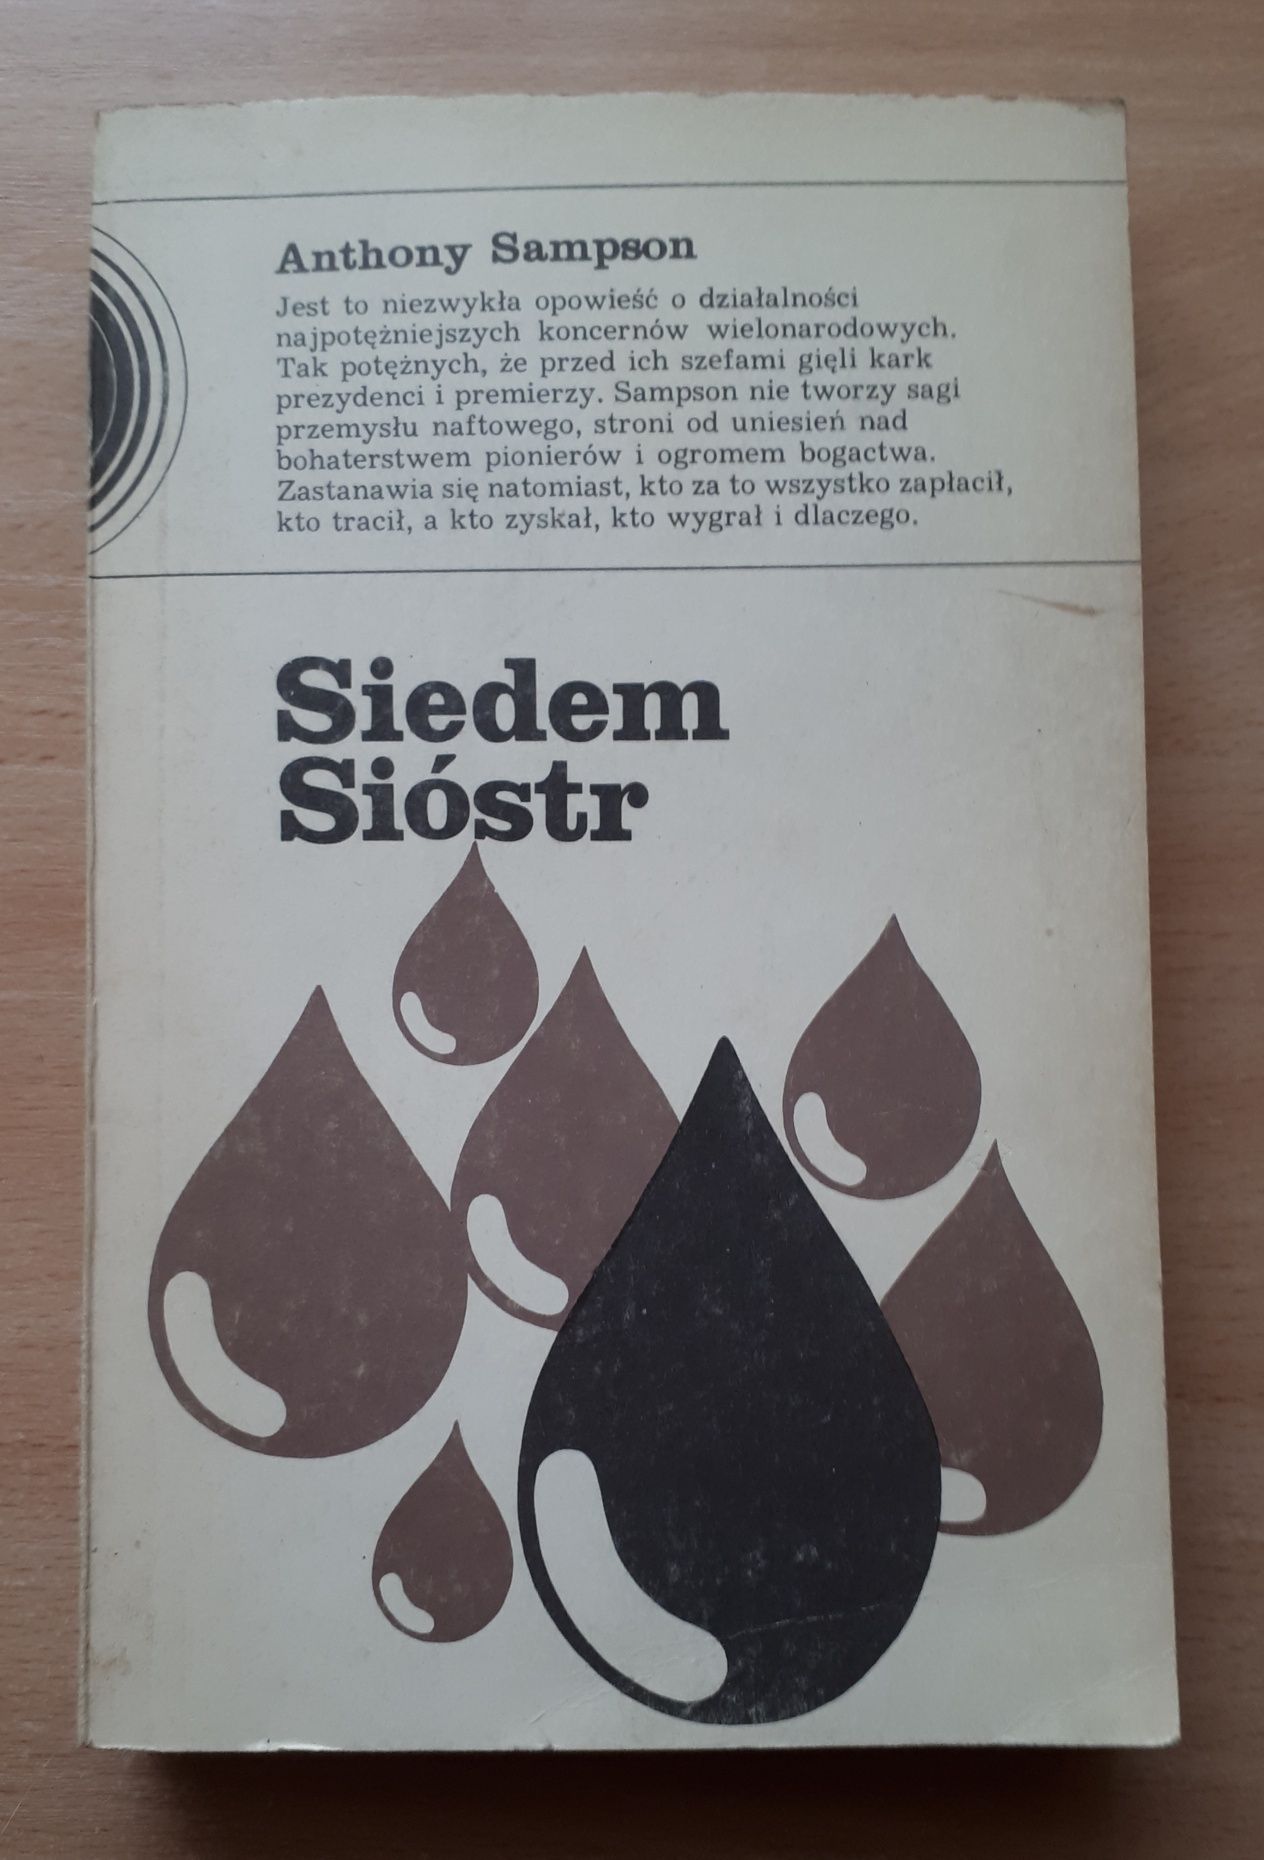 Anthony Sampson
Jest to niezwykła opowieść o działalności
najpotężniejszych koncernów wielonarodowych.
Tak potężnych, że przed ich szefami gięli kark
prezydenci i premierzy. Sampson nie tworzy sagi
przemysłu naftowego, stroni od uniesień nad
bohaterstwem pionierów i ogromem bogactwa.
Zastanawia się natomiast, kto za to wszystko zapłacił,
kto tracił, a kto zyskał, kto wygrał i dlaczego.
Siedem
Sióstr